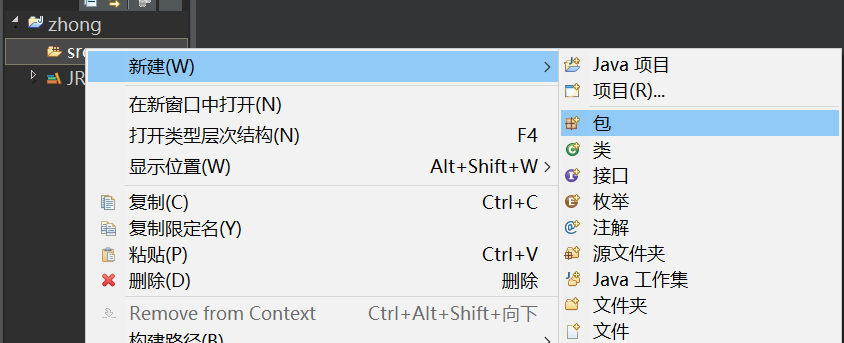 zhong
src
JR
新建(W)
在新窗口中打开(N)
打开类型层次结构(N) F4
显示位置(W) Alt+Shift+W
复制(C) Ctrl+C
复制限定名(Y)
粘贴(P) Ctrl+V
删除(D) 删除
Remove from Context Ctrl+Alt+Shift+向下
构建路径(B)
Java 项目
项目(R)...
包
类
接口
枚举
注解
源文件夹
Java 工作集
文件夹
文件